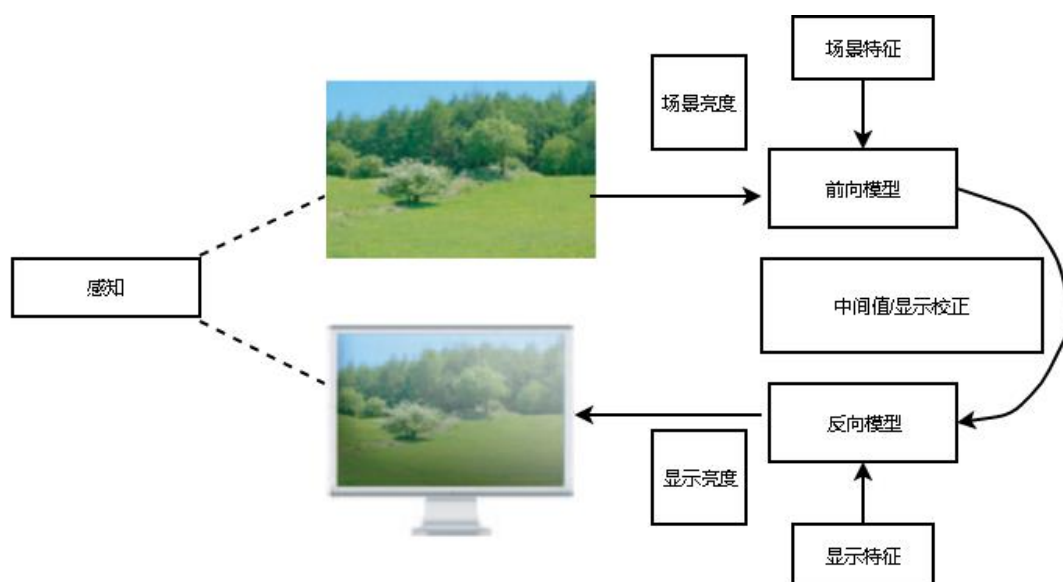 场景特征
场景亮度
前向模型
感知
中间值/显示校正
反向模型
显示亮度
显示特征